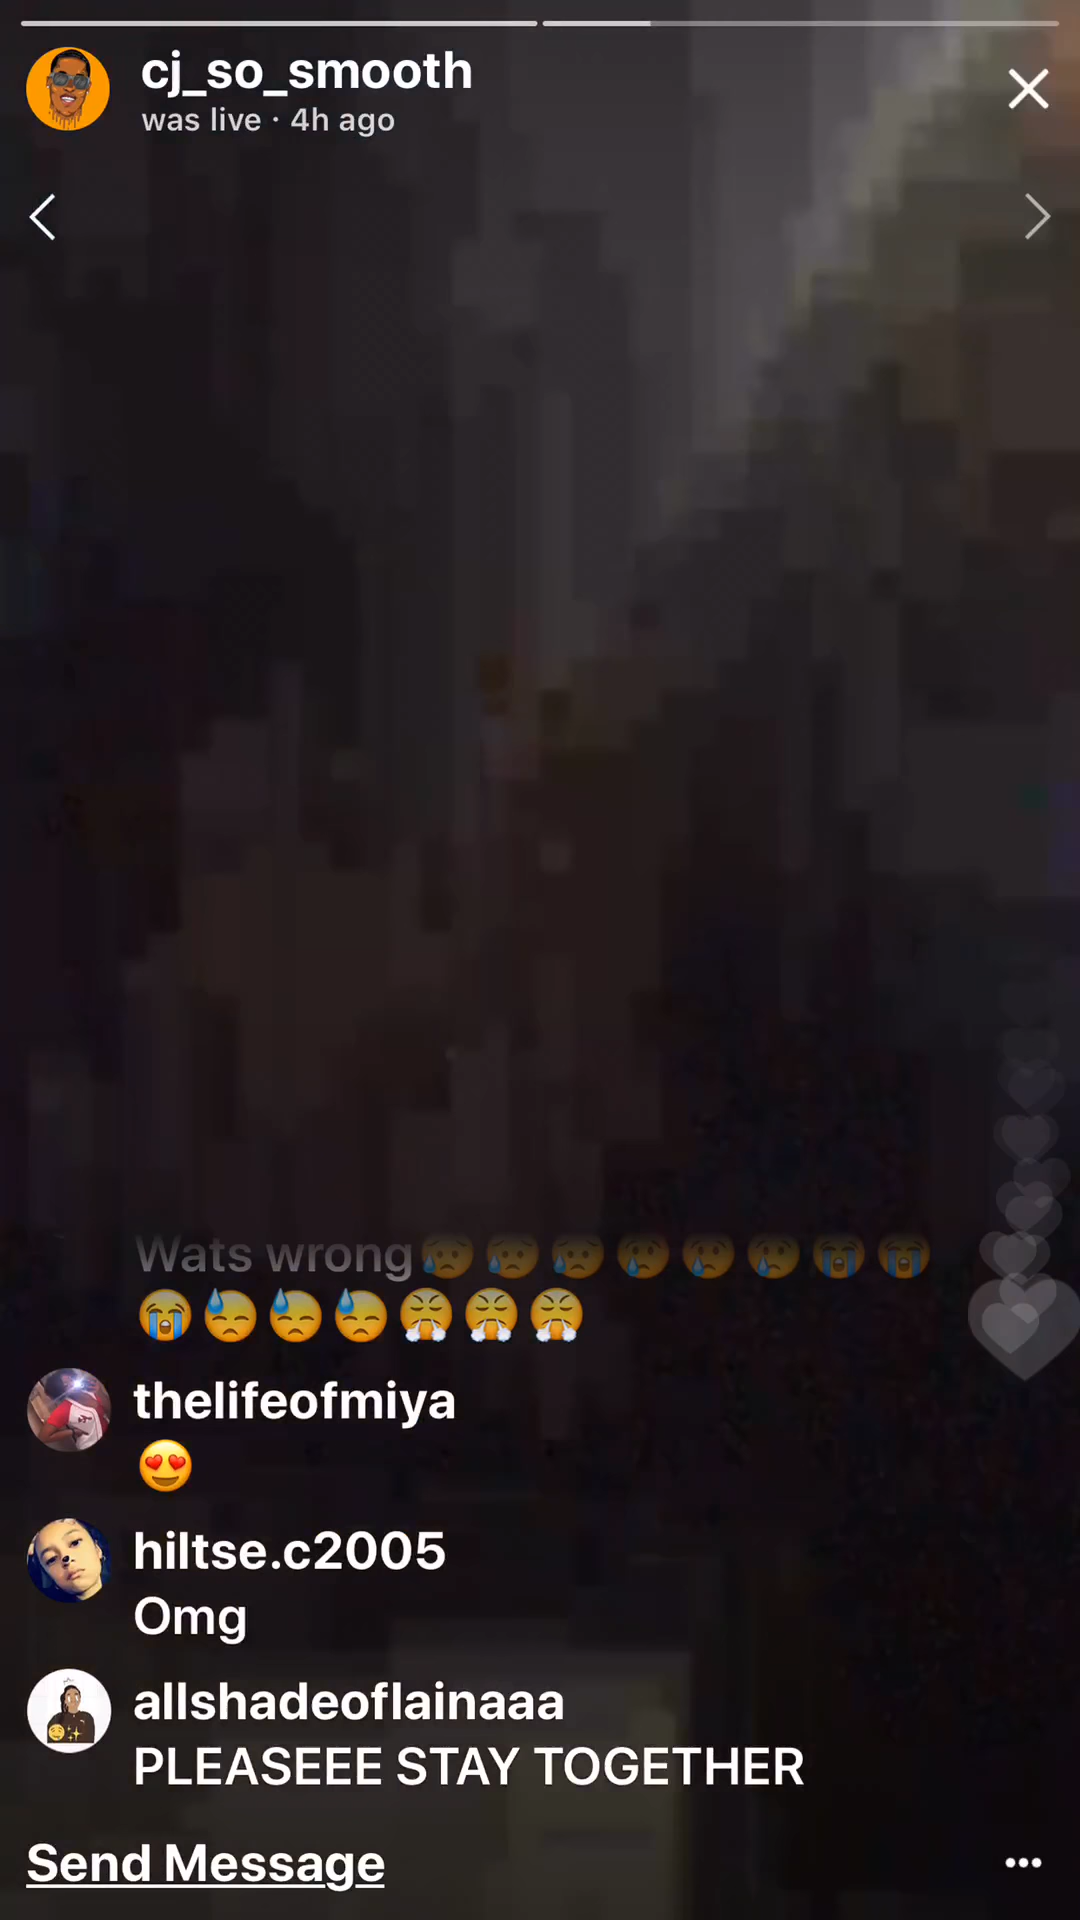 cj_so_smooth
was live · 4h ago
Wats wrong😥😥😥😢😢😢😭😭
😭😓😓😓😤😤😤
thelifeofmiya
😍
hiltse.c2005
Omg
allshadeoflainaaa
PLEASEEE STAY TOGETHER
Send Message